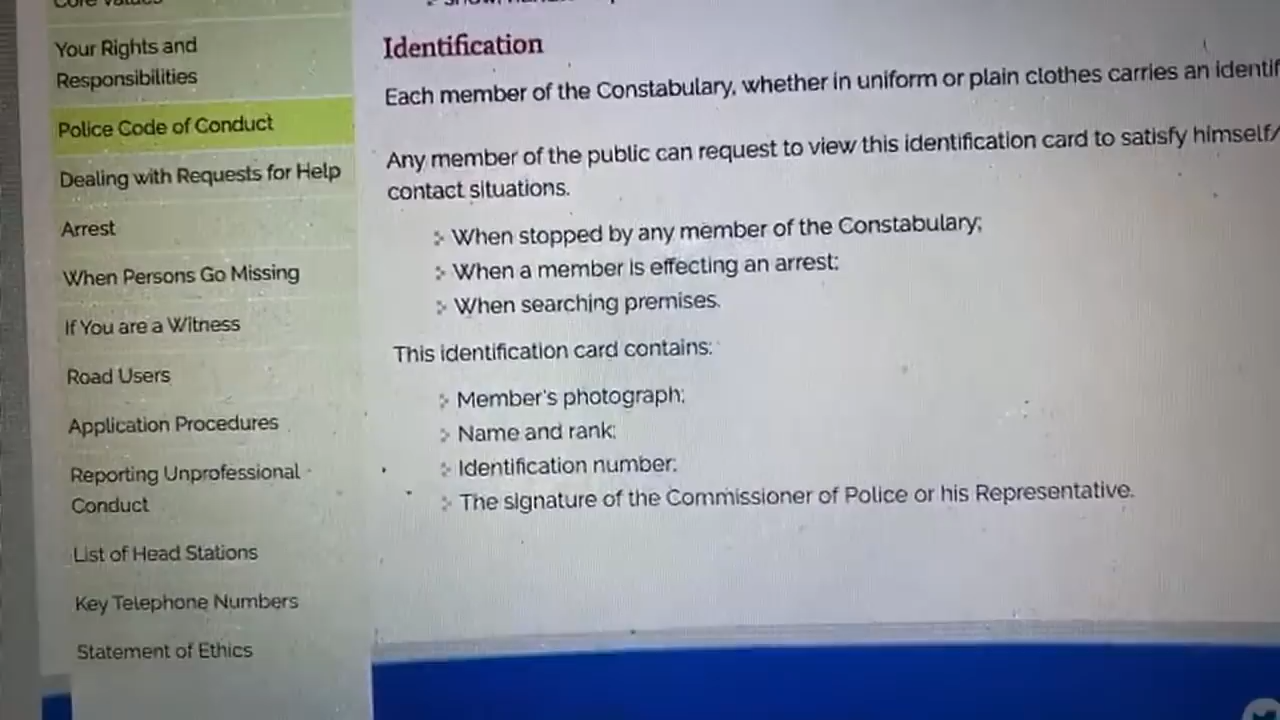 Core Values
Your Rights and
Responsibilities
Police Code of Conduct
Dealing with Requests for Help
Arrest
When Persons Go Missing
If You are a Witness
Road Users
Application Procedures
Reporting Unprofessional
Conduct
List of Head Stations
Key Telephone Numbers
Statement of Ethics
Identification
Each member of the Constabulary, whether in uniform or plain clothes carries an
Any member of the public can request to view this identification card to satisfy himself/
contact situations.
When stopped by any member of the Constabulary;
When a member is effecting an arrest;
When searching premises.
This identification card contains:
Member's photograph;
Name and rank;
Identification number;
The signature of the Commissioner of Police or his Representative.